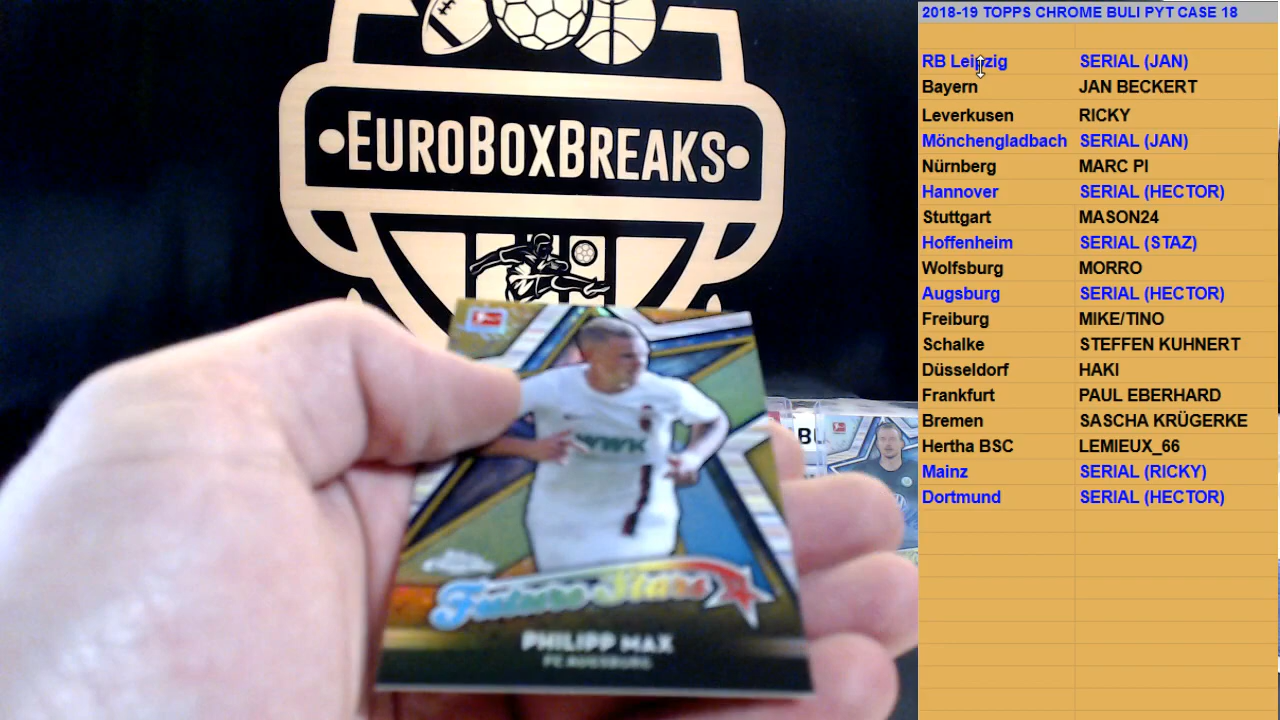 EUROBOXBREAKS
WWK
Future Stars
PHILIPP MAX
FC AUGSBURG
2018-19 TOPPS CHROME BULI PYT CASE 18
RB Leipzig SERIAL (JAN)
Bayern JAN BECKERT
Leverkusen RICKY
Mönchengladbach SERIAL (JAN)
Nürnberg MARC PI
Hannover SERIAL (HECTOR)
Stuttgart MASON24
Hoffenheim SERIAL (STAZ)
Wolfsburg MORRO
Augsburg SERIAL (HECTOR)
Freiburg MIKE/TINO
Schalke STEFFEN KUHNERT
Düsseldorf HAKI
Frankfurt PAUL EBERHARD
Bremen SASCHA KRÜGERKE
Hertha BSC LEMIEUX_66
Mainz SERIAL (RICKY)
Dortmund SERIAL (HECTOR)